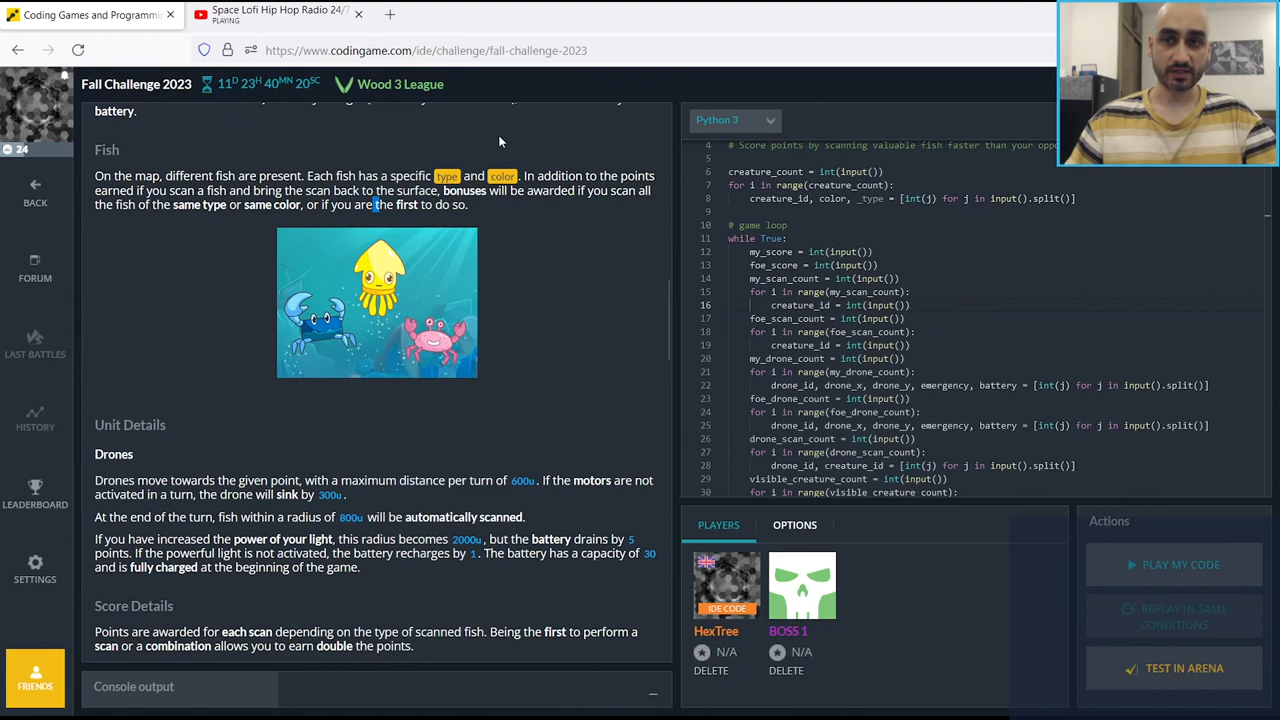 Coding Games and Programmin
Space Lofi Hip Hop Radio 24/7
PLAYING
https://www.codingame.com/ide/challenge/fall-challenge-2023
Fall Challenge 2023
11D 23H 40MN 20SC
Wood 3 League
24
BACK
FORUM
LAST BATTLES
HISTORY
LEADERBOARD
SETTINGS
FRIENDS
battery.
Fish
On the map, different fish are present. Each fish has a specific type and color. In addition to the points
earned if you scan a fish and bring the scan back to the surface, bonuses will be awarded if you scan all
the fish of the same type or same color, or if you are the first to do so.
Unit Details
Drones
Drones move towards the given point, with a maximum distance per turn of 600u. If the motors are not
activated in a turn, the drone will sink by 300u.
At the end of the turn, fish within a radius of 800u will be automatically scanned.
If you have increased the power of your light, this radius becomes 2000u, but the battery drains by 5
points. If the powerful light is not activated, the battery recharges by 1. The battery has a capacity of 30
and is fully charged at the beginning of the game.
Score Details
Points are awarded for each scan depending on the type of scanned fish. Being the first to perform a
scan or a combination allows you to earn double the points.
Console output
Python 3
4 # Score points by scanning valuable fish faster than your oppo
5
6 creature_count = int(input())
7 for i in range(creature_count):
8 creature_id, color, _type = [int(j) for j in input().split()]
9
10 # game loop
11 while True:
12 my_score = int(input())
13 foe_score = int(input())
14 my_scan_count = int(input())
15 for i in range(my_scan_count):
16 creature_id = int(input())
17 foe_scan_count = int(input())
18 for i in range(foe_scan_count):
19 creature_id = int(input())
20 my_drone_count = int(input())
21 for i in range(my_drone_count):
22 drone_id, drone_x, drone_y, emergency, battery = [int(j) for j in input().split()]
23 foe_drone_count = int(input())
24 for i in range(foe_drone_count):
25 drone_id, drone_x, drone_y, emergency, battery = [int(j) for j in input().split()]
26 drone_scan_count = int(input())
27 for i in range(drone_scan_count):
28 drone_id, creature_id = [int(j) for j in input().split()]
29 visible_creature_count = int(input())
30 for i in range(visible_creature_count):
PLAYERS
OPTIONS
IDE CODE
HexTree
N/A
DELETE
BOSS 1
N/A
DELETE
Actions
PLAY MY CODE
REPLAY IN SAME
CONDITIONS
TEST IN ARENA